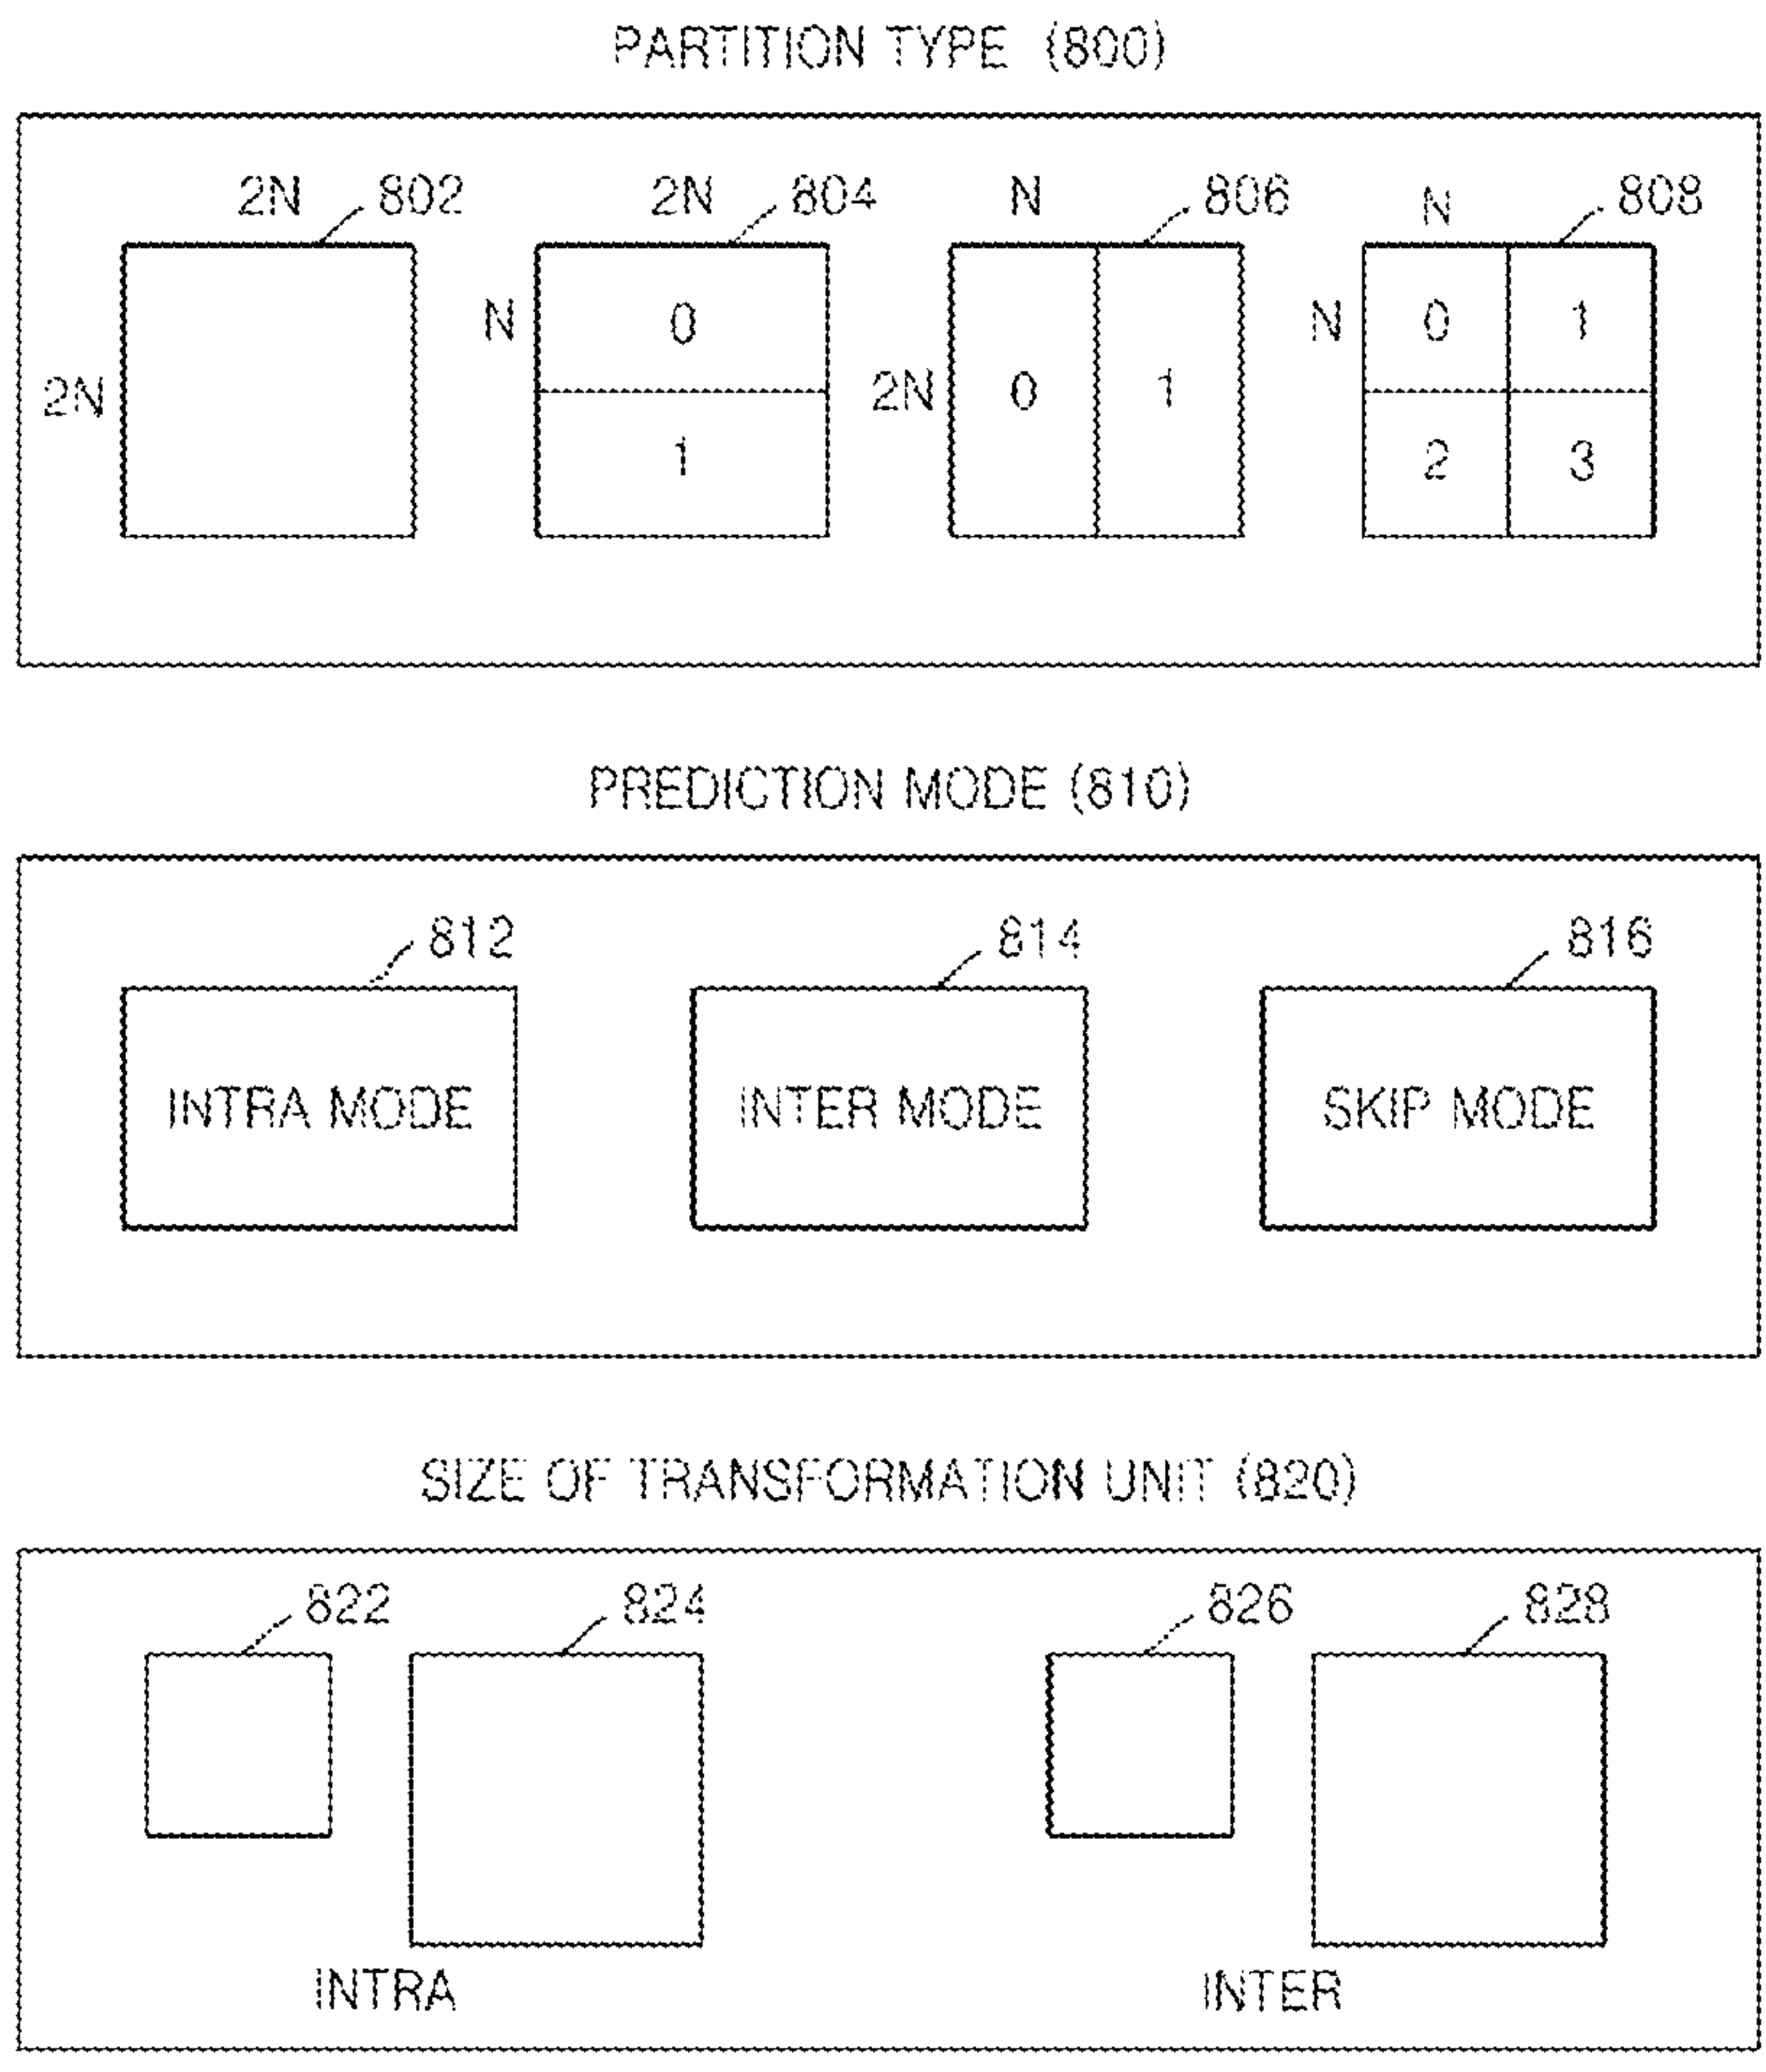 PARTITION TYPE (800)
2N 802 2N 804 N 806 N 808
N 0 N 0 1
2N 2N 0 1
1 2 3
PREDICTION MODE (810)
812 814 816
INTRA MODE INTER MODE SKIP MODE
SIZE OF TRANSFORMATION UNIT (820)
822 824 826 828
INTRA INTER